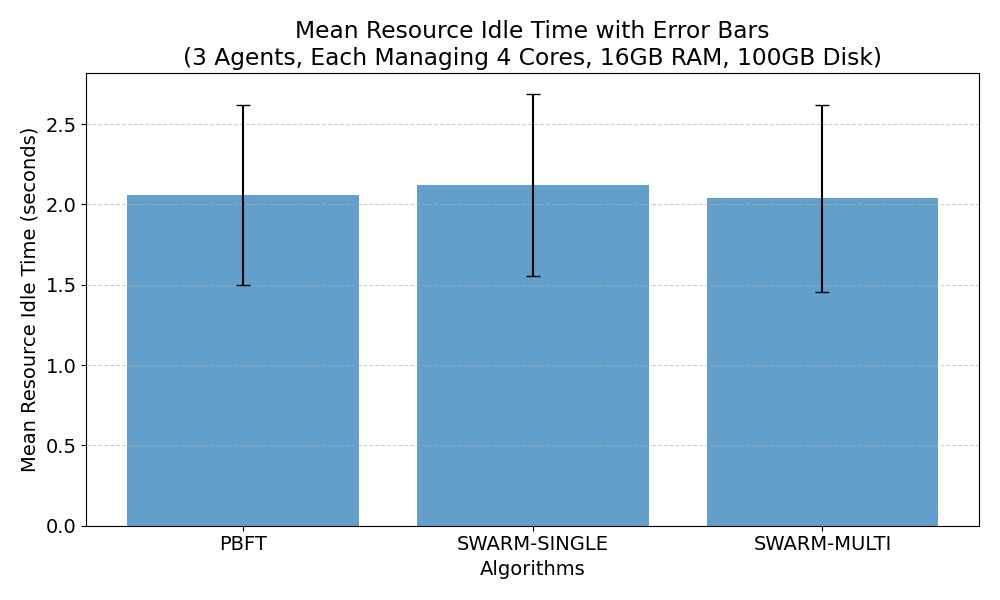 Mean Resource Idle Time with Error Bars
(3 Agents, Each Managing 4 Cores, 16GB RAM, 100GB Disk)
Mean Resource Idle Time (seconds)
2.5
2.0
1.5
1.0
0.5
0.0
PBFT
SWARM-SINGLE
SWARM-MULTI
Algorithms